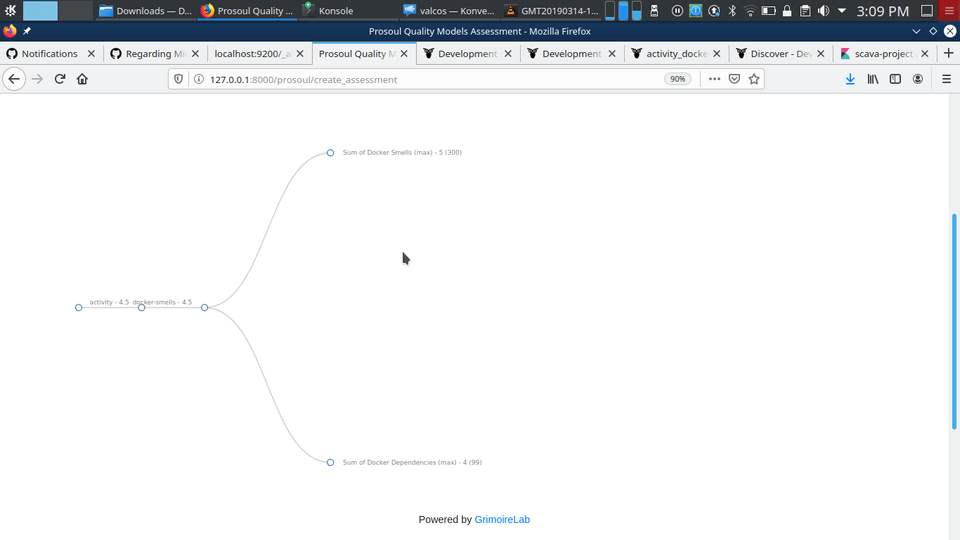 Downloads — D...
Prosoul Quality ...
Konsole
valcos — Konve...
GMT20190314-1...
3:09 PM
Prosoul Quality Models Assessment - Mozilla Firefox
Notifications
Regarding Mi
localhost:9200/_a
Prosoul Quality M
Development
Development
activity_docke
Discover - Dev
scava-project
127.0.0.1:8000/prosoul/create_assessment
90%
Sum of Docker Smells (max) - 5 (300)
activity - 4.5 docker-smells - 4.5
Sum of Docker Dependencies (max) - 4 (99)
Powered by GrimoireLab